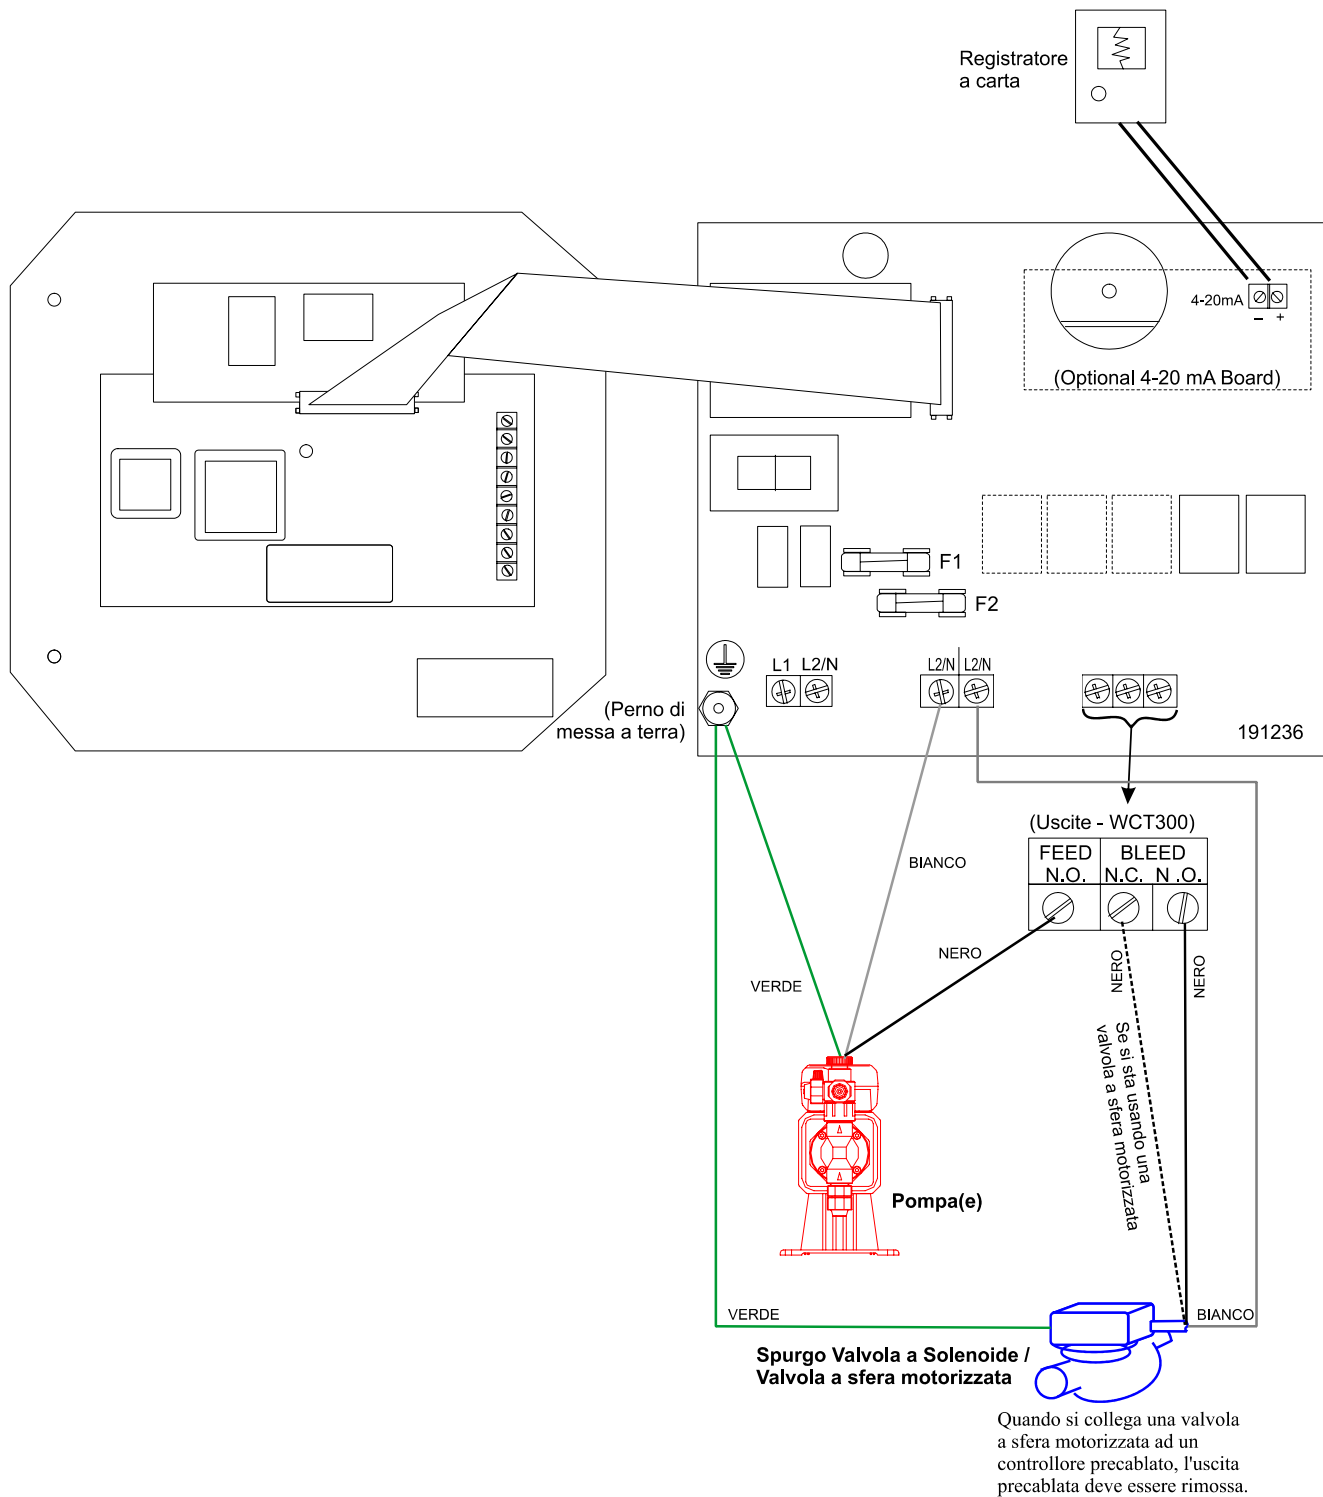 Registratore
a carta
4-20mA
– +
(Optional 4-20 mA Board)
F1
F2
L1 L2/N
L2/N L2/N
(Perno di
messa a terra)
191236
(Uscite - WCT300)
FEED BLEED
N.O. N.C. N .O.
BIANCO
NERO
VERDE
NERO
NERO
Se si sta usando una
valvola a sfera motorizzata
Pompa(e)
VERDE
BIANCO
Spurgo Valvola a Solenoide /
Valvola a sfera motorizzata
Quando si collega una valvola
a sfera motorizzata ad un
controllore precablato, l'uscita
precablata deve essere rimossa.